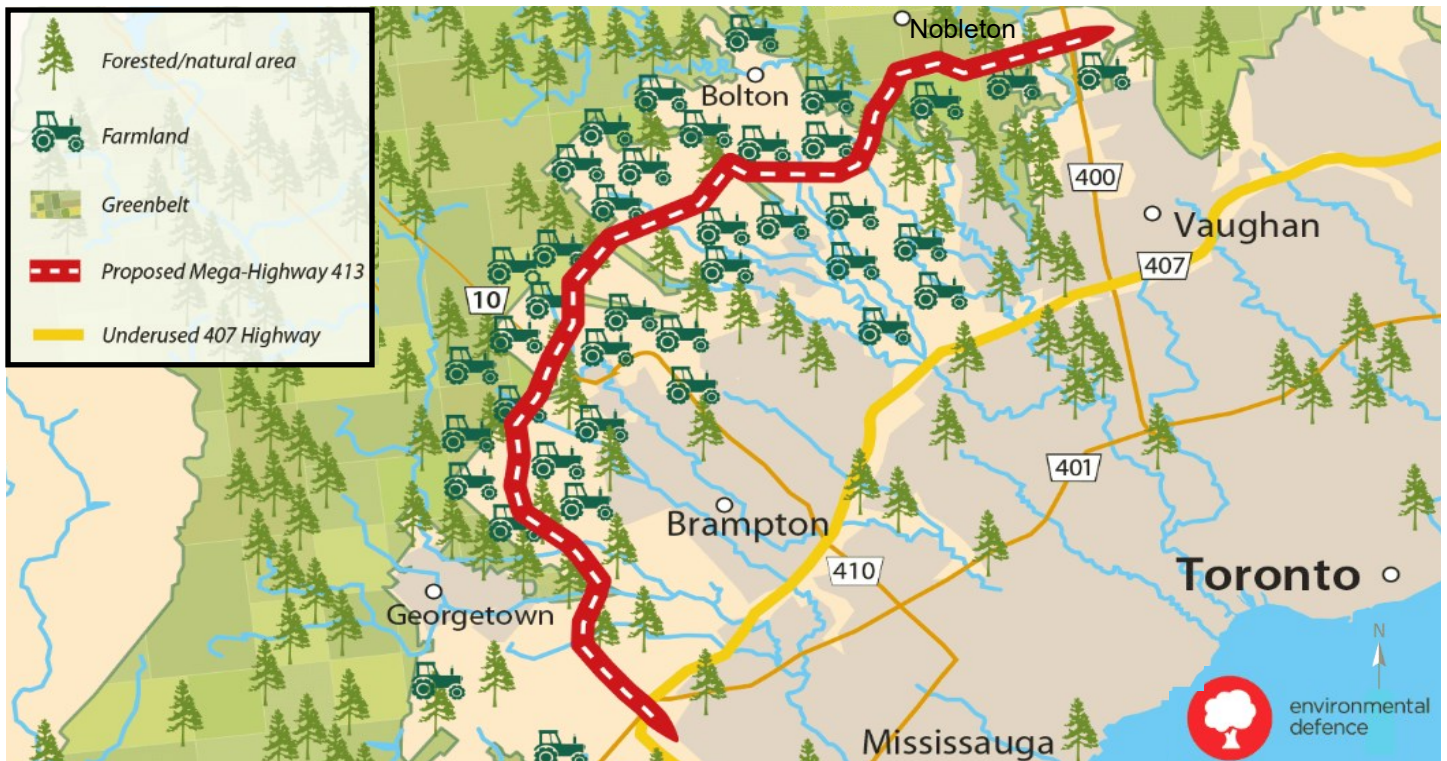 Forested/natural area
Farmland
Greenbelt
Proposed Mega-Highway 413
Underused 407 Highway
Nobleton
Bolton
400
Vaughan
407
10
401
Brampton
410
Toronto
Georgetown
N
environmental
defence
Mississauga